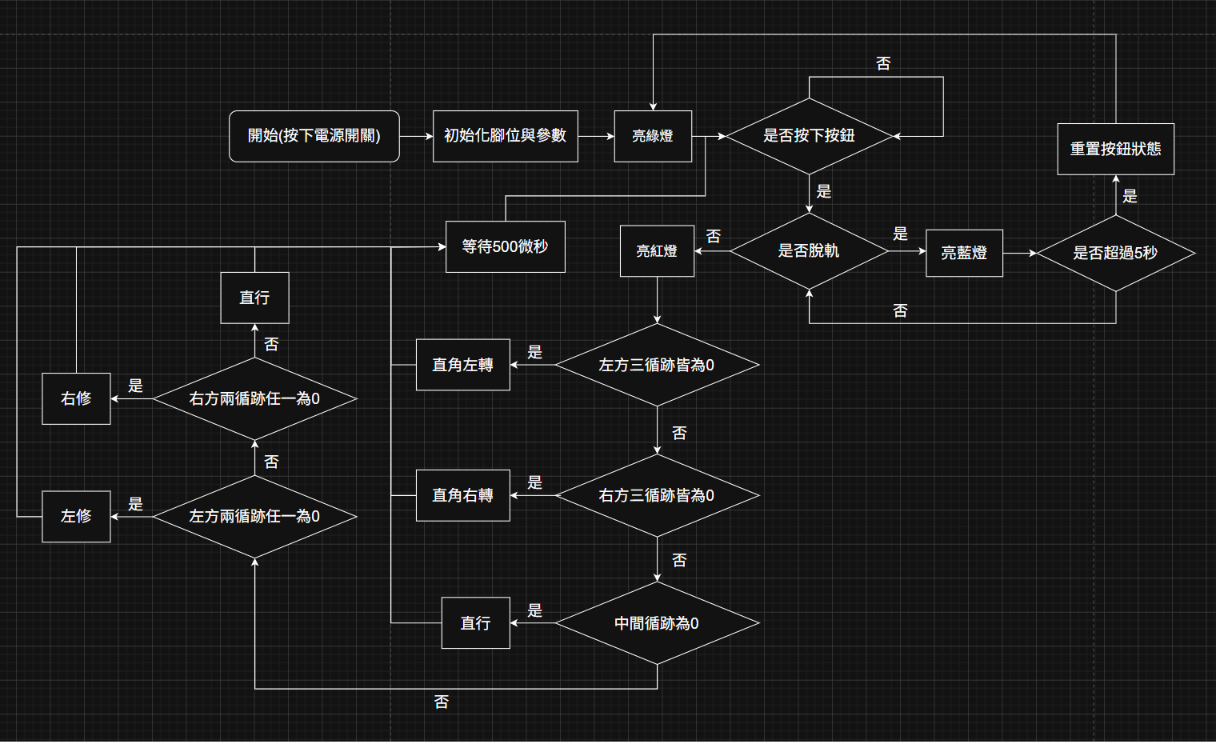 否
開始(按下電源開關)
初始化腳位與參數
亮綠燈
是否按下按鈕
重置按鈕狀態
是
是
等待500微秒
亮紅燈
否
是否脫軌
是
亮藍燈
是否超過5秒
否
直行
否
右修
是
右方兩循跡任一為0
否
左修
是
左方兩循跡任一為0
直角左轉
是
左方三循跡皆為0
否
直角右轉
是
右方三循跡皆為0
否
直行
是
中間循跡為0
否